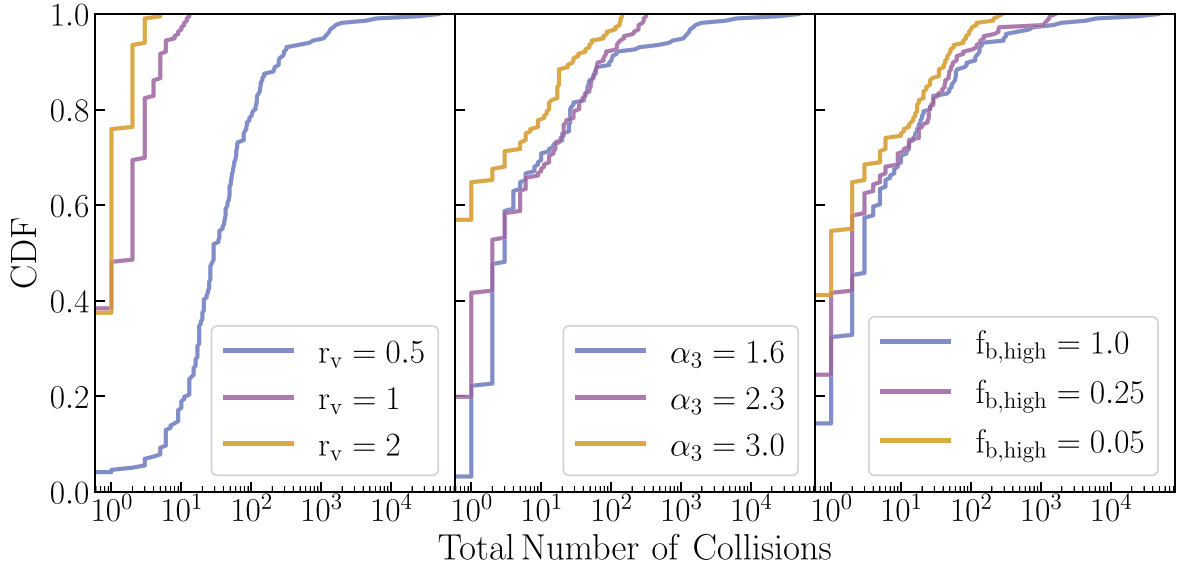 CDF
1.0
0.8
0.6
0.4
0.2
0.0
r_v = 0.5
r_v = 1
r_v = 2
α_3 = 1.6
α_3 = 2.3
α_3 = 3.0
f_b,high = 1.0
f_b,high = 0.25
f_b,high = 0.05
10^0 10^1 10^2 10^3 10^4 10^0 10^1 10^2 10^3 10^4 10^0 10^1 10^2 10^3 10^4
Total Number of Collisions